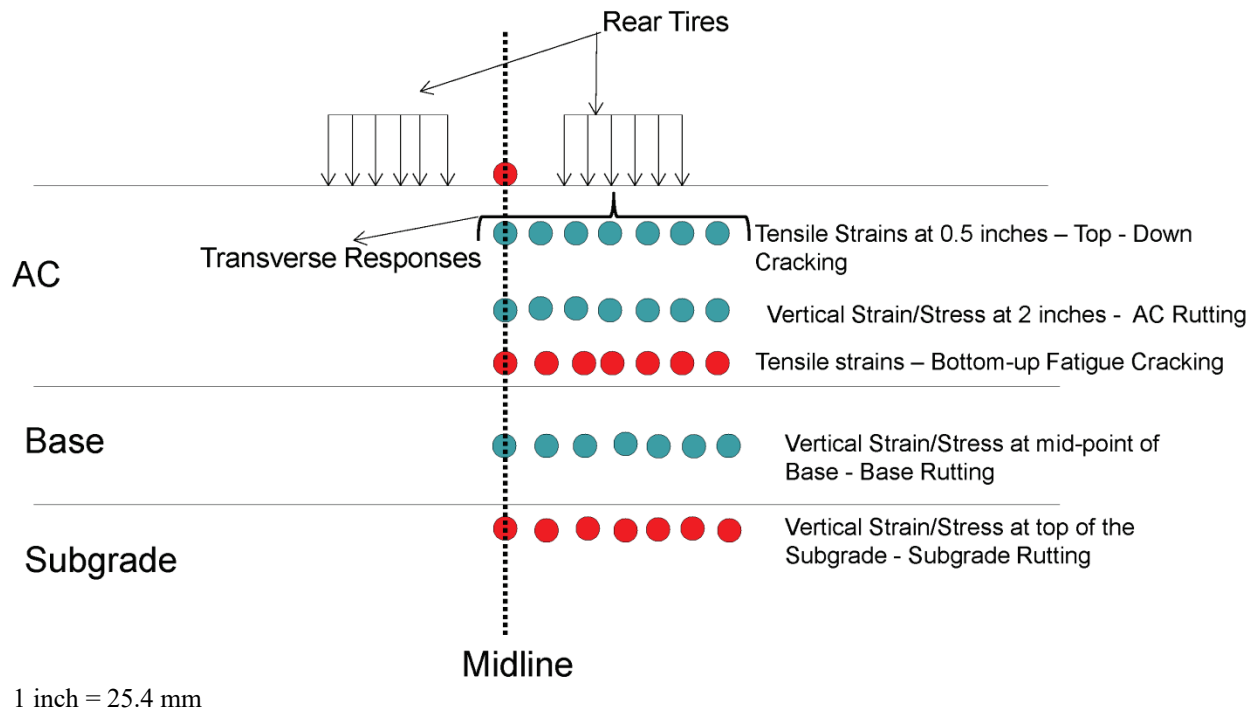 Rear Tires
Transverse Responses
AC
Tensile Strains at 0.5 inches – Top - Down
Cracking
Vertical Strain/Stress at 2 inches - AC Rutting
Tensile strains – Bottom-up Fatigue Cracking
Base
Vertical Strain/Stress at mid-point of
Base - Base Rutting
Subgrade
Vertical Strain/Stress at top of the
Subgrade - Subgrade Rutting
Midline
1 inch = 25.4 mm